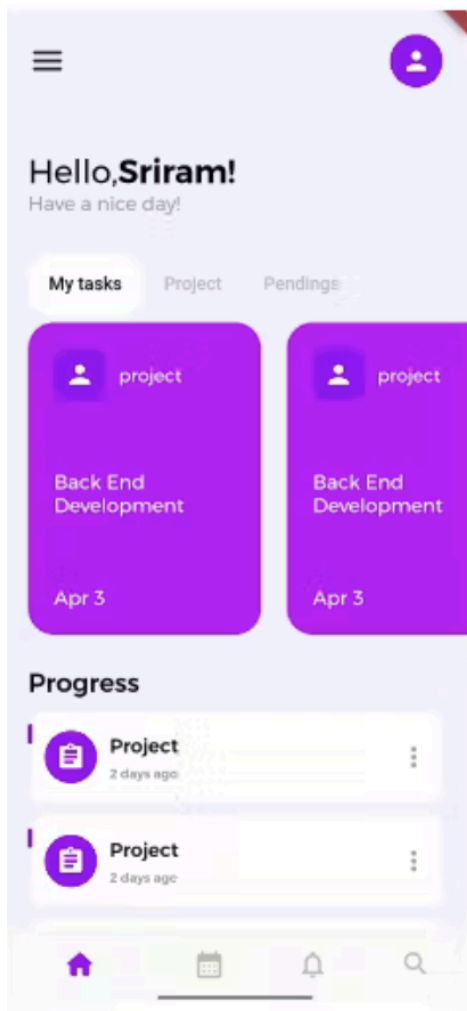 Hello,Sriram!
Have a nice day!
My tasks Project Pendings
project project
Back End Back End
Development Development
Apr 3 Apr 3
Progress
Project
2 days ago
Project
2 days ago